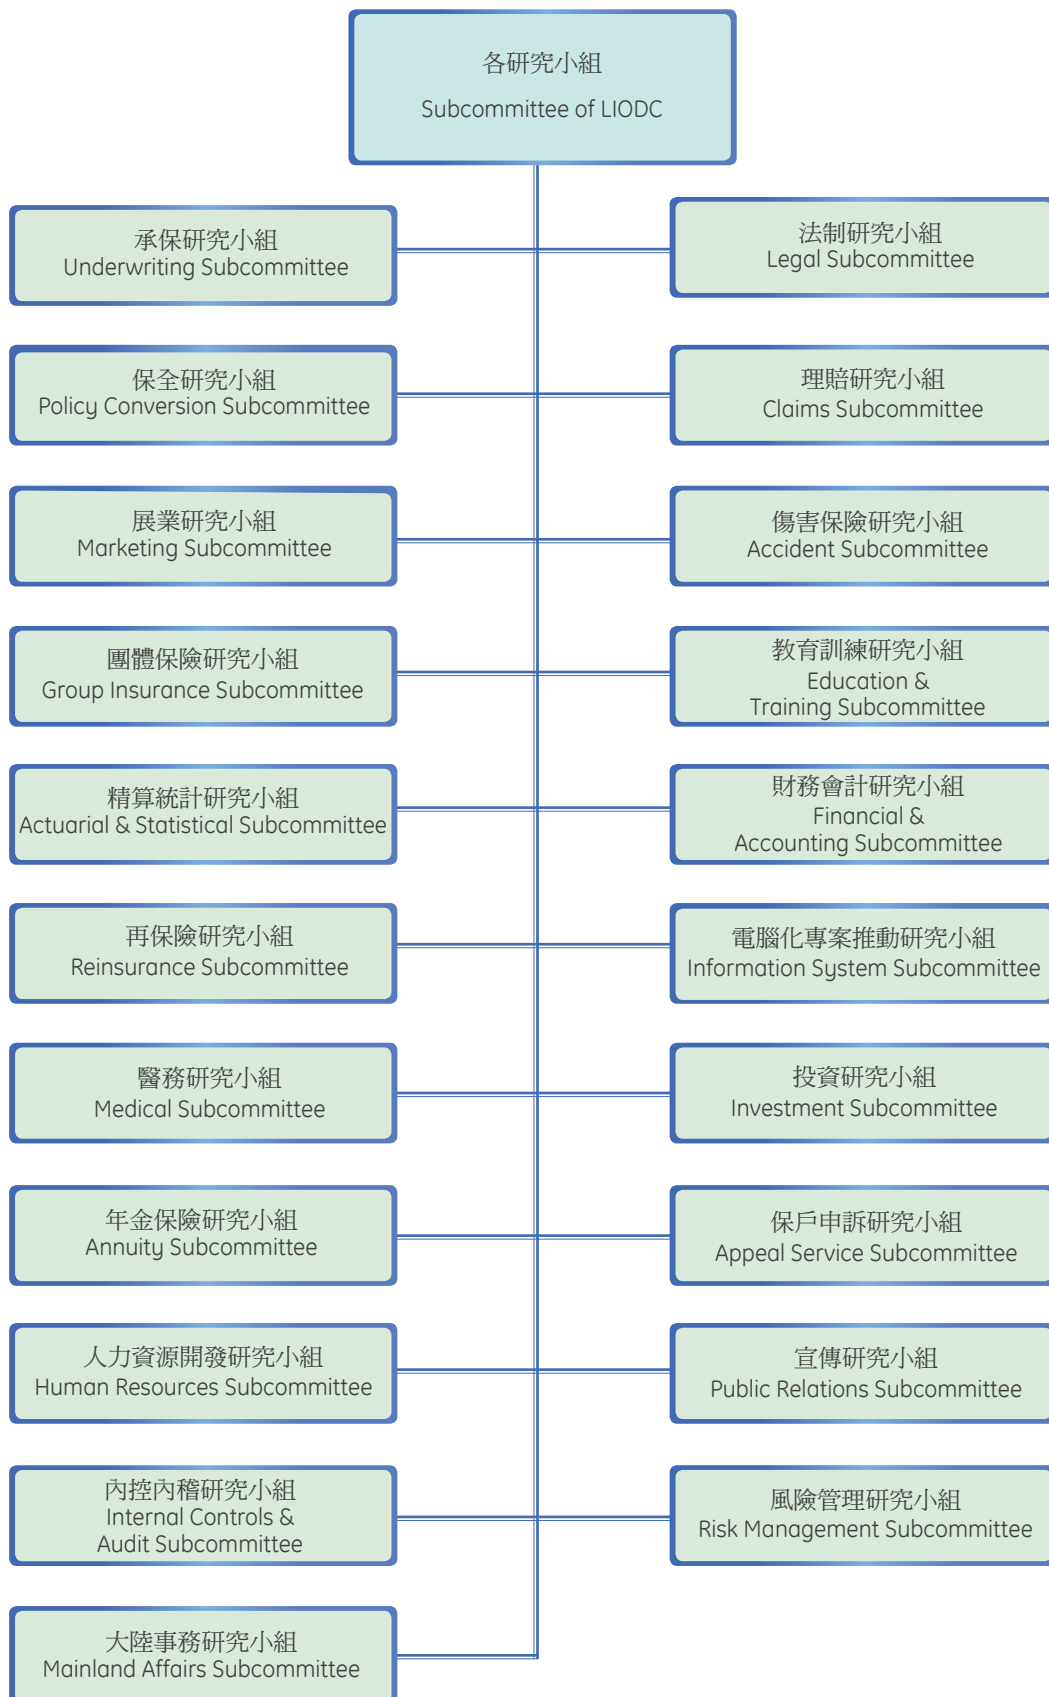 各研究小組
Subcommittee of LIODC
承保研究小組
Underwriting Subcommittee
法制研究小組
Legal Subcommittee
保全研究小組
Policy Conversion Subcommittee
理賠研究小組
Claims Subcommittee
展業研究小組
Marketing Subcommittee
傷害保險研究小組
Accident Subcommittee
團體保險研究小組
Group Insurance Subcommittee
教育訓練研究小組
Education &
Training Subcommittee
精算統計研究小組
Actuarial & Statistical Subcommittee
財務會計研究小組
Financial &
Accounting Subcommittee
再保險研究小組
Reinsurance Subcommittee
電腦化專案推動研究小組
Information System Subcommittee
醫務研究小組
Medical Subcommittee
投資研究小組
Investment Subcommittee
年金保險研究小組
Annuity Subcommittee
保戶申訴研究小組
Appeal Service Subcommittee
人力資源開發研究小組
Human Resources Subcommittee
宣傳研究小組
Public Relations Subcommittee
內控內稽研究小組
Internal Controls &
Audit Subcommittee
風險管理研究小組
Risk Management Subcommittee
大陸事務研究小組
Mainland Affairs Subcommittee